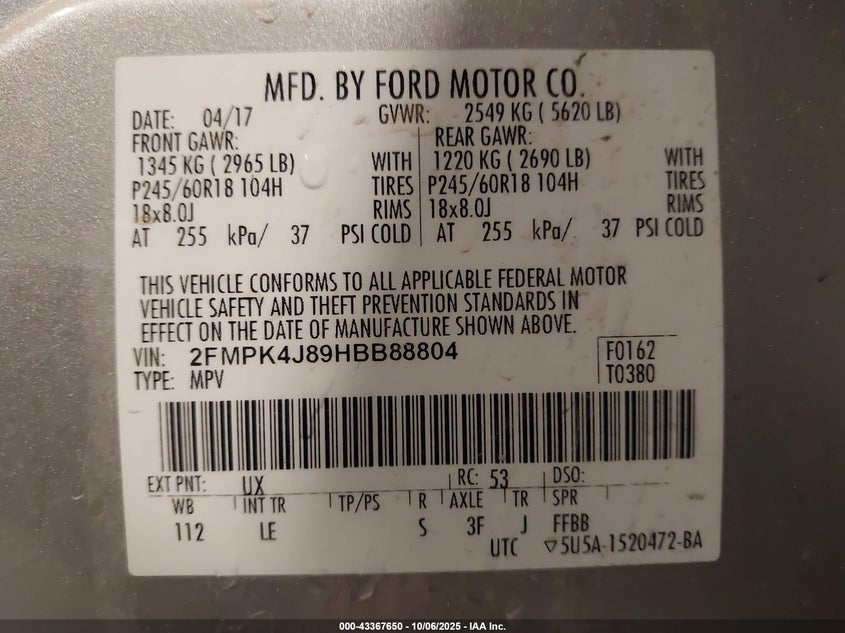 MFD. BY FORD MOTOR CO.
DATE: 04/17 GVWR: 2549 KG ( 5620 LB)
FRONT GAWR: REAR GAWR:
1345 KG ( 2965 LB) WITH 1220 KG ( 2690 LB) WITH
P245/60R18 104H TIRES P245/60R18 104H TIRES
18x8.0J RIMS 18x8.0J RIMS
AT 255 kPa/ 37 PSI COLD AT 255 kPa/ 37 PSI COLD
THIS VEHICLE CONFORMS TO ALL APPLICABLE FEDERAL MOTOR
VEHICLE SAFETY AND THEFT PREVENTION STANDARDS IN
EFFECT ON THE DATE OF MANUFACTURE SHOWN ABOVE.
VIN: 2FMPK4J89HBB88804 F0162
TYPE: MPV T0380
EXT PNT: UX RC: 53 DSO:
WB INT TR TP/PS R AXLE TR SPR
112 LE S 3F J FFBB
UTC ▽5U5A-1520472-BA
000-43367650 - 10/06/2025 - IAA Inc.